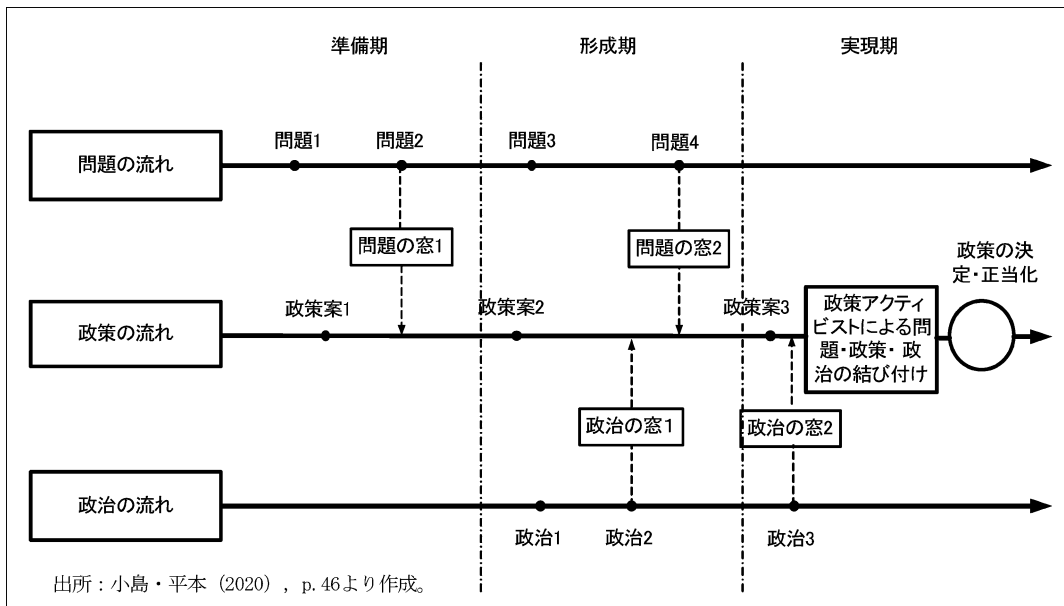 準備期
形成期
実現期
問題1
問題2
問題3
問題4
問題の流れ
問題の窓1
問題の窓2
政策の決
定・正当化
政策案1
政策案2
政策案3
政策の流れ
政策アクティ
ビストによる問
題・政策・政
治の結び付け
政治の窓1
政治の窓2
政治の流れ
政治1
政治2
政治3
出所：小島・平本（2020）, p.46より作成。